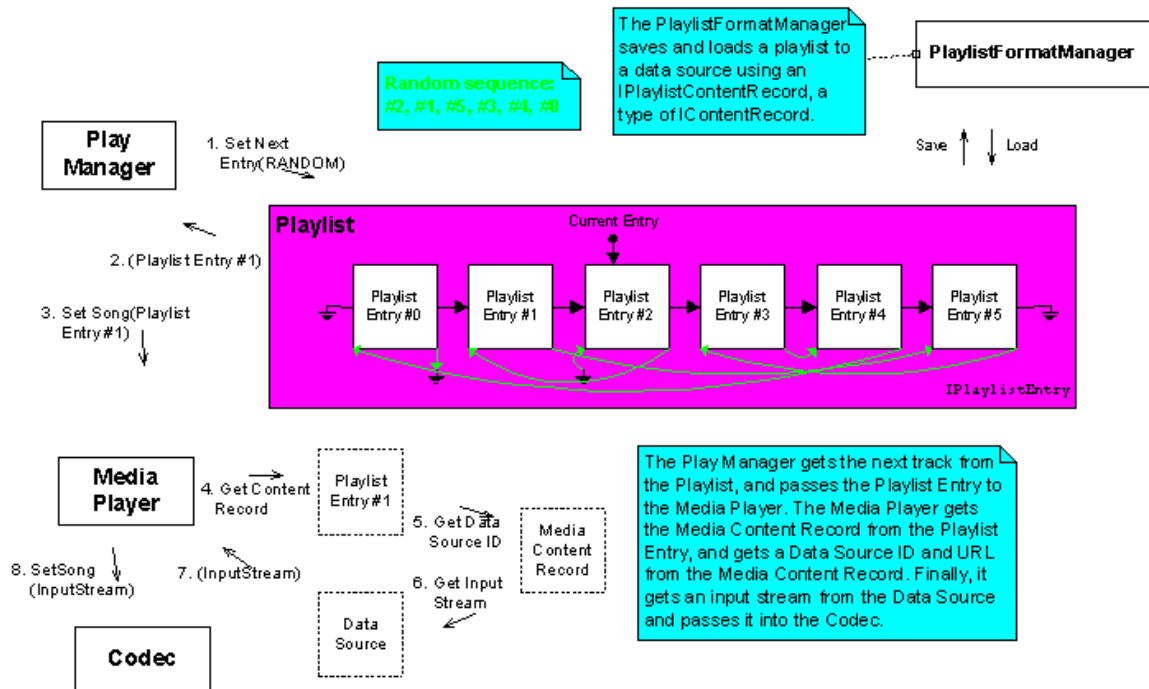 The PlaylistFormatManager
saves and loads a playlist to
a data source using an
IPlaylistContentRecord, a
type of IContentRecord.
PlaylistFormatManager
Random sequence:
#2, #1, #5, #3, #4, #0
Play
Manager
1. Set Next
Entry(RANDOM)
Save
Load
Playlist
Current Entry
2. (Playlist Entry #1)
3. Set Song(Playlist
Entry #1)
Playlist
Entry #0
Playlist
Entry #1
Playlist
Entry #2
Playlist
Entry #3
Playlist
Entry #4
Playlist
Entry #5
IPlaylistEntry
Media
Player
4. Get Content
Record
Playlist
Entry #1
5. Get Data
Source ID
Media
Content
Record
6. Get Input
Stream
7. (InputStream)
8. SetSong
(InputStream)
Data
Source
Codec
The Play Manager gets the next track from
the Playlist, and passes the Playlist Entry to
the Media Player. The Media Player gets
the Media Content Record from the Playlist
Entry, and gets a Data Source ID and URL
from the Media Content Record. Finally, it
gets an input stream from the Data Source
and passes it into the Codec.